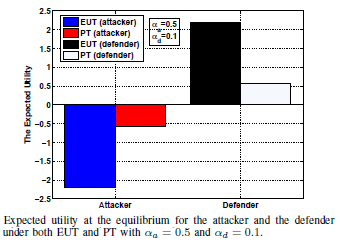 2.5
2
1.5
1
0.5
0
−0.5
−1
−1.5
−2
−2.5
The Expected Utility
EUT (attacker)
PT (attacker)
EUT (defender)
PT (defender)
αa=0.5
αd=0.1
Attacker
Defender
Expected utility at the equilibrium for the attacker and the defender
under both EUT and PT with αa = 0.5 and αd = 0.1.